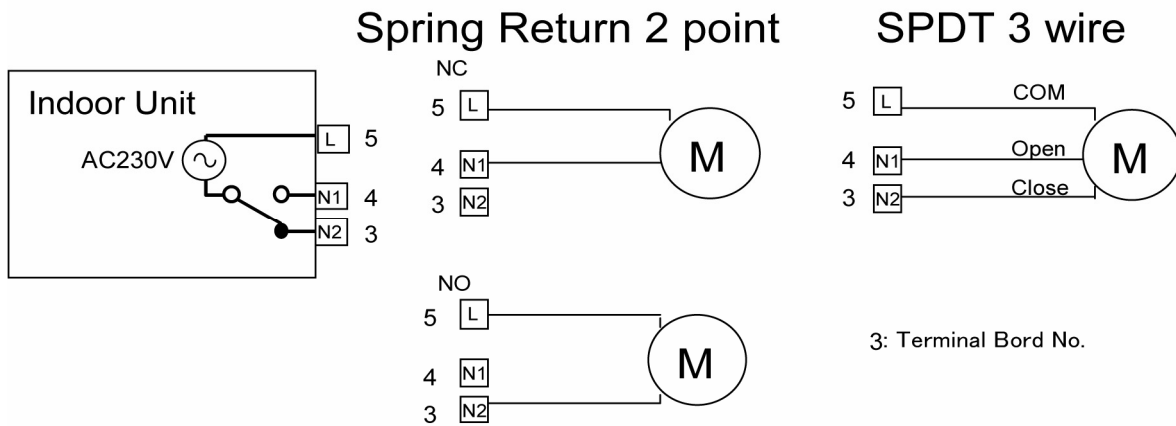 Spring Return 2 point
SPDT 3 wire
Indoor Unit
AC230V
L 5
N1 4
N2 3
NC
5 L
4 N1
3 N2
M
NO
5 L
4 N1
3 N2
M
5 L COM
4 N1 Open
3 N2 Close
M
3: Terminal Bord No.